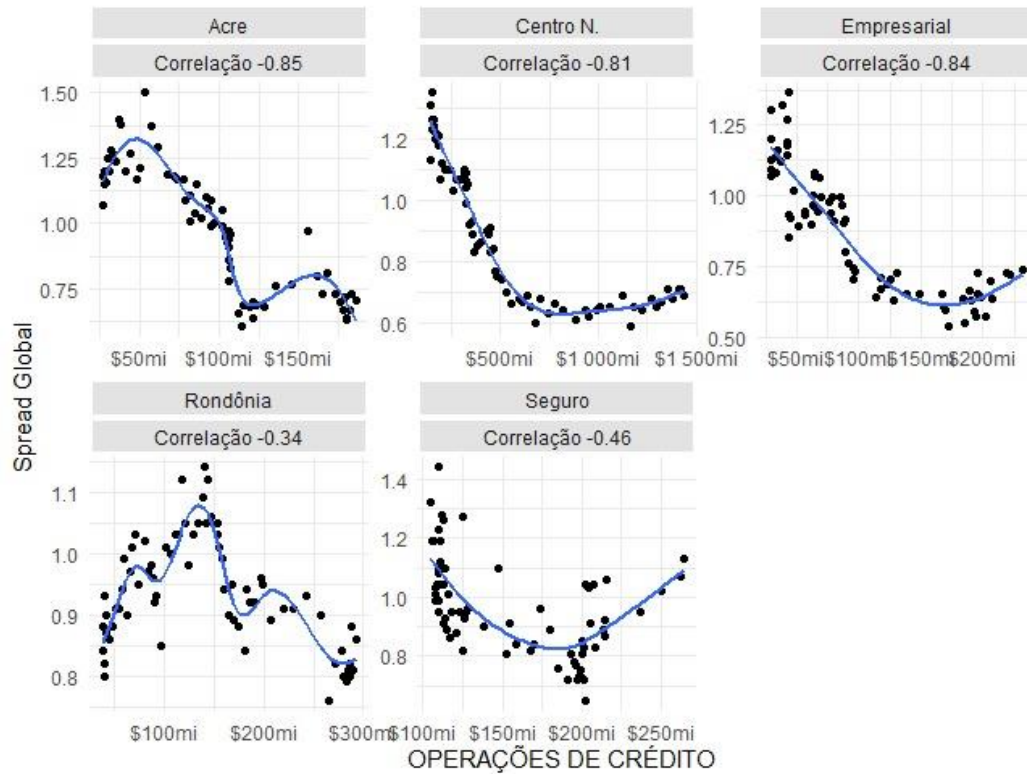 Acre
Correlação -0.85
Centro N.
Correlação -0.81
Empresarial
Correlação -0.84
1.50
1.25
1.00
0.75
$50mi $100mi $150mi
1.2
1.0
0.8
0.6
$500mi $1 000mi $1 500mi
1.25
1.00
0.75
0.50
$50mi $100mi $150mi $200mi
Spread Global
Rondônia
Correlação -0.34
Seguro
Correlação -0.46
1.1
1.0
0.9
0.8
$100mi $200mi $300mi
1.4
1.2
1.0
0.8
$100mi $150mi $200mi $250mi
OPERAÇÕES DE CRÉDITO